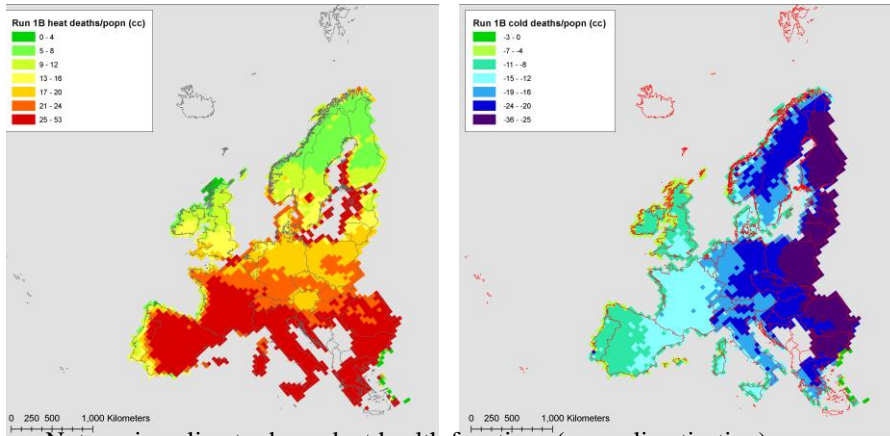 Run 1B heat deaths/popn (cc)
0 - 4
5 - 8
9 - 12
13 - 16
17 - 20
21 - 24
25 - 53
0 250 500 1,000 Kilometers
Run 1B cold deaths/popn (cc)
-3 - 0
-7 - -4
-11 - -8
-15 - -12
-19 - -16
-24 - -20
-36 - -25
0 250 500 1,000 Kilometers